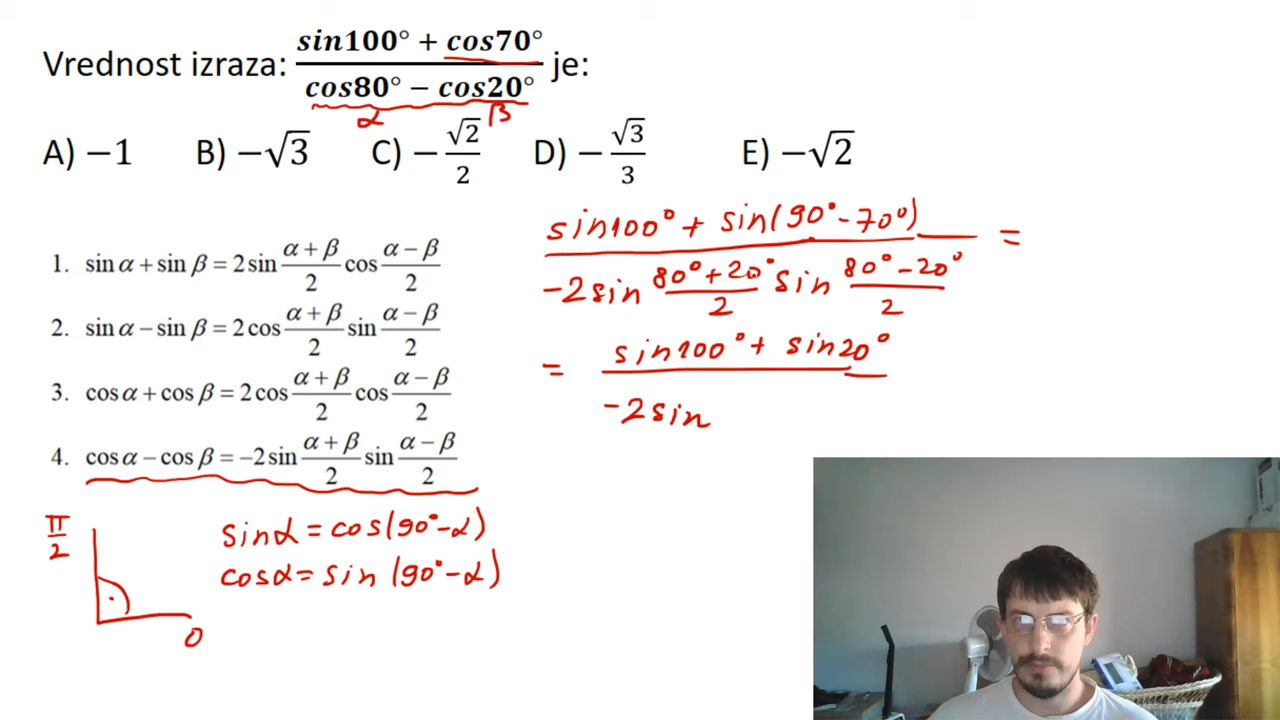 Vrednost izraza: (sin100° + cos70°)/(cos80° − cos20°) je:
α β
A) −1 B) −√3 C) −√2/2 D) −√3/3 E) −√2
sin100° + sin(90° - 70°) =
-2sin (80° + 20°)/2 sin (80° - 20°)/2
= sin100° + sin20°
-2sin
1. sin α + sin β = 2 sin (α + β)/2 cos (α − β)/2
2. sin α − sin β = 2 cos (α + β)/2 sin (α − β)/2
3. cos α + cos β = 2 cos (α + β)/2 cos (α − β)/2
4. cos α − cos β = −2 sin (α + β)/2 sin (α − β)/2
π/2
0
sinα = cos(90° - α)
cosα = sin(90° - α)